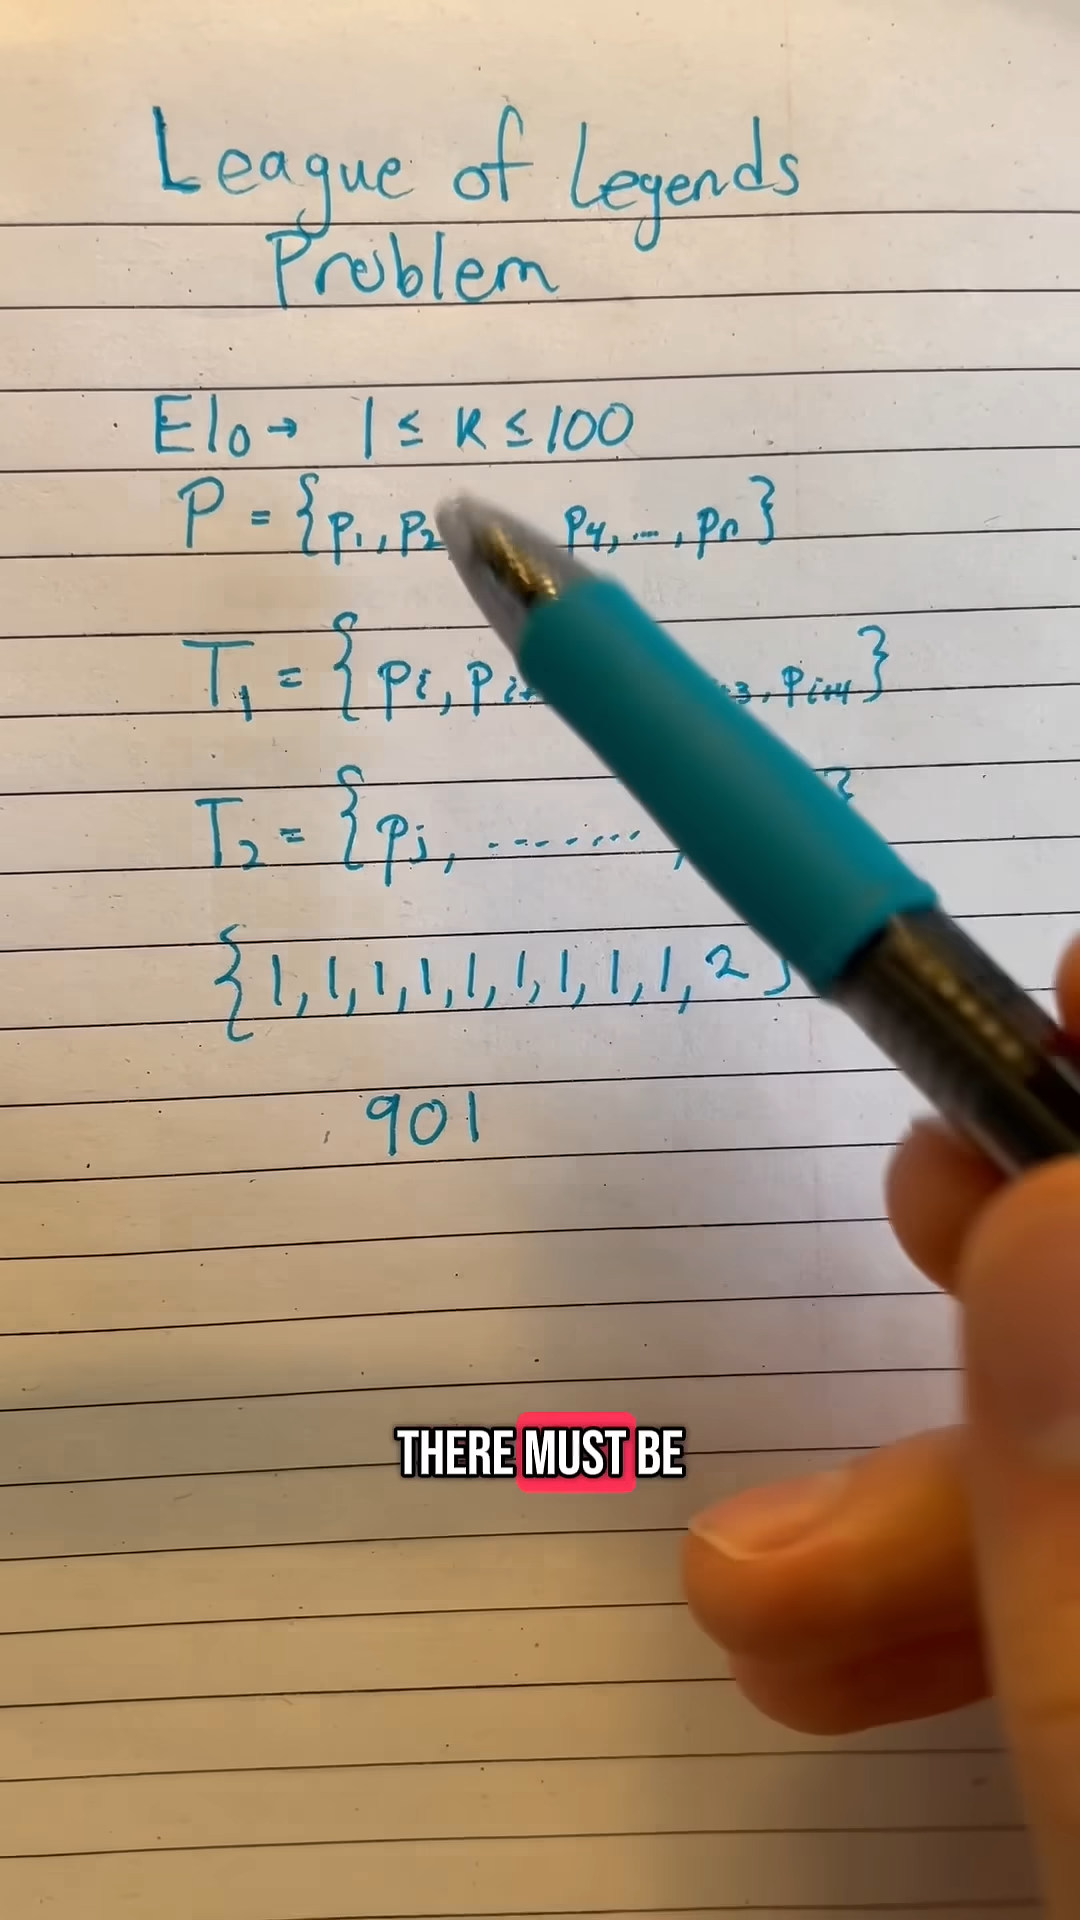 League of Legends
Problem
Elo → 1 ≤ K ≤ 100
P = {p₁, p₂ p₄, ..., pₙ}
T₁ = {pᵢ, pᵢ₊ ₃, pᵢ₊₄}
T₂ = {pⱼ, ........, }
{1,1,1,1,1,1,1,1,1,2}
901
THERE MUST BE